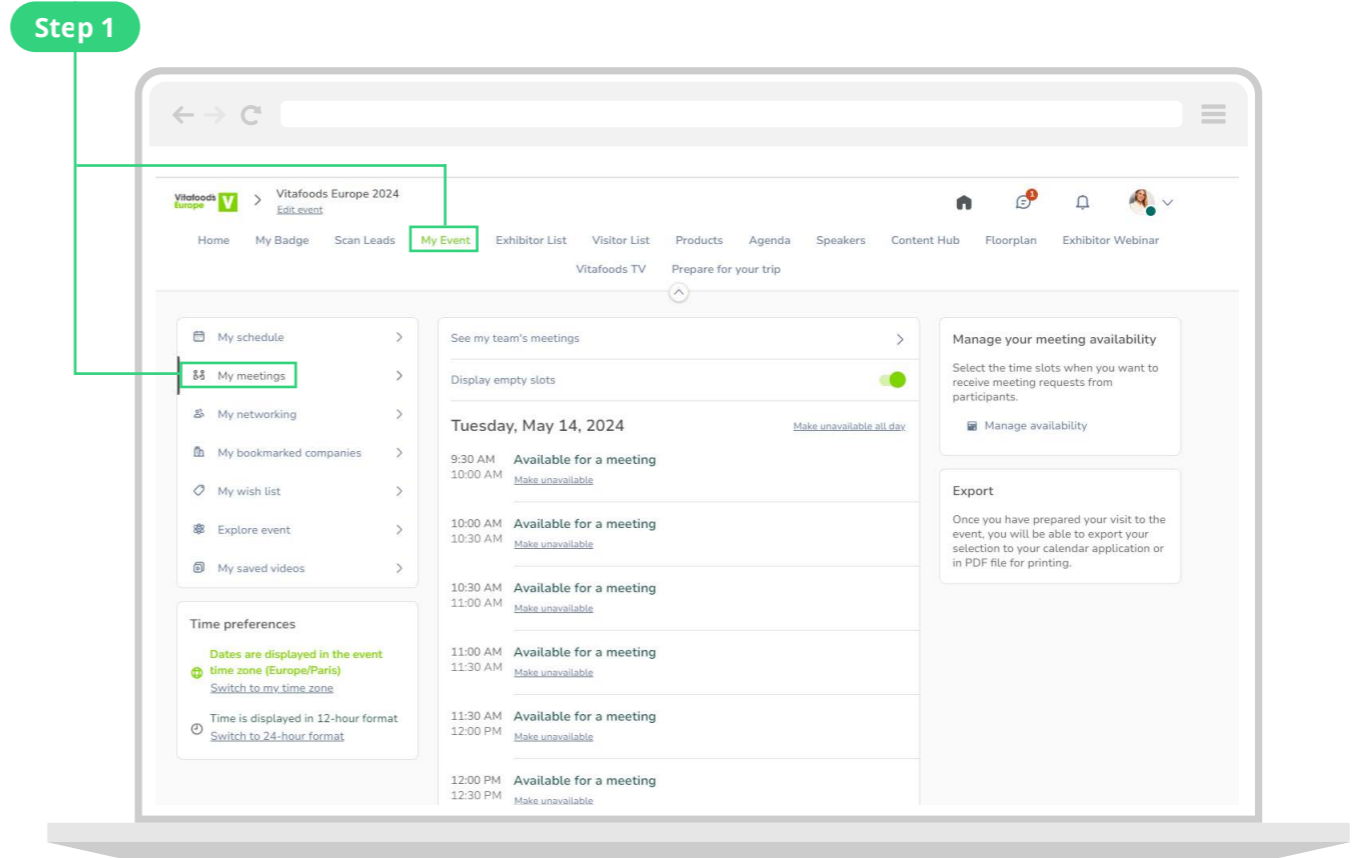 Step 1
Vitafoods Europe V
Vitafoods Europe 2024
Edit event
1
Home My Badge Scan Leads My Event Exhibitor List Visitor List Products Agenda Speakers Content Hub Floorplan Exhibitor Webinar
Vitafoods TV Prepare for your trip
My schedule
My meetings
My networking
My bookmarked companies
My wish list
Explore event
My saved videos
Time preferences
Dates are displayed in the event
time zone (Europe/Paris)
Switch to my time zone
Time is displayed in 12-hour format
Switch to 24-hour format
See my team's meetings
Display empty slots
Tuesday, May 14, 2024 Make unavailable all day
9:30 AM Available for a meeting
10:00 AM Make unavailable
10:00 AM Available for a meeting
10:30 AM Make unavailable
10:30 AM Available for a meeting
11:00 AM Make unavailable
11:00 AM Available for a meeting
11:30 AM Make unavailable
11:30 AM Available for a meeting
12:00 PM Make unavailable
12:00 PM Available for a meeting
12:30 PM Make unavailable
Manage your meeting availability
Select the time slots when you want to
receive meeting requests from
participants.
Manage availability
Export
Once you have prepared your visit to the
event, you will be able to export your
selection to your calendar application or
in PDF file for printing.